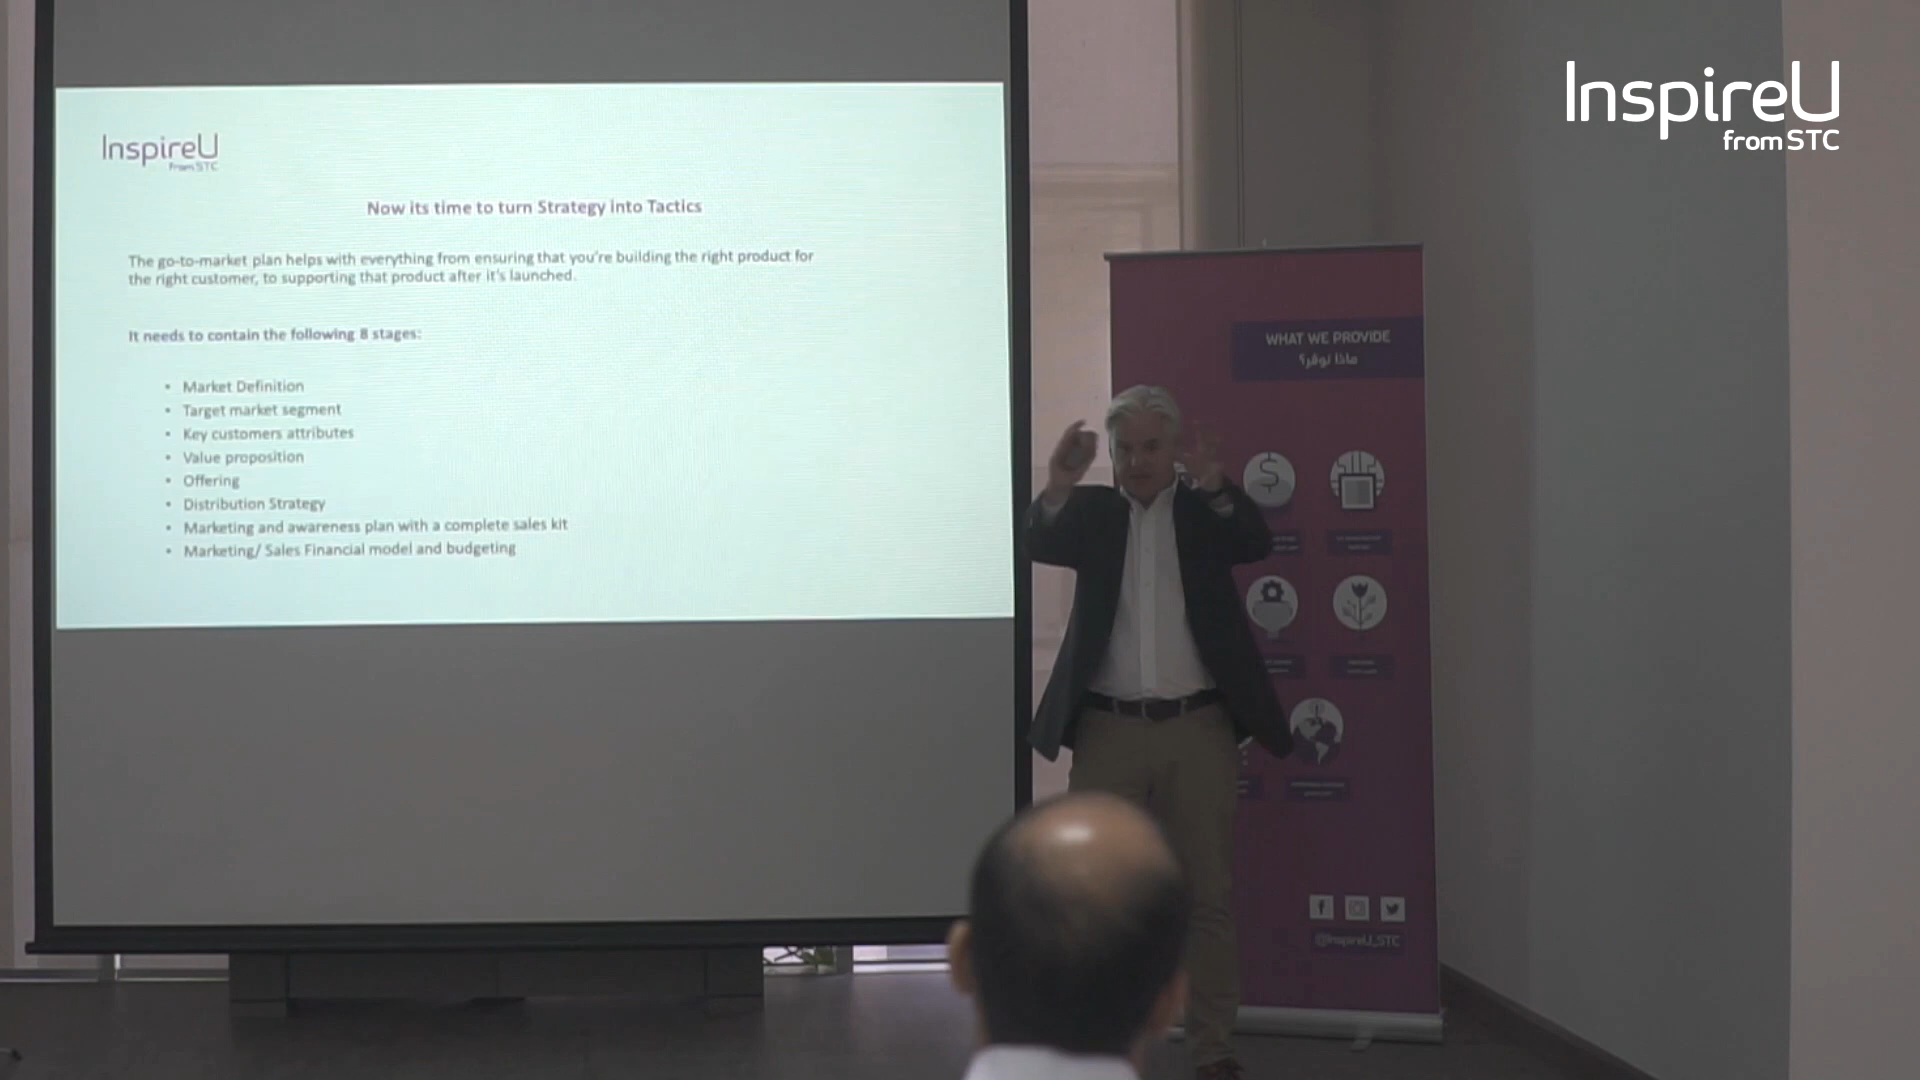 InspireU
from STC
InspireU
from STC
Now its time to turn Strategy into Tactics
The go-to-market plan helps with everything from ensuring that you're building the right product for
the right customer, to supporting that product after it's launched.
It needs to contain the following 8 stages:
• Market Definition
• Target market segment
• Key customers attributes
• Value proposition
• Offering
• Distribution Strategy
• Marketing and awareness plan with a complete sales kit
• Marketing/ Sales Financial model and budgeting
WHAT WE PROVIDE
ماذا نوفر؟
@InspireU_STC